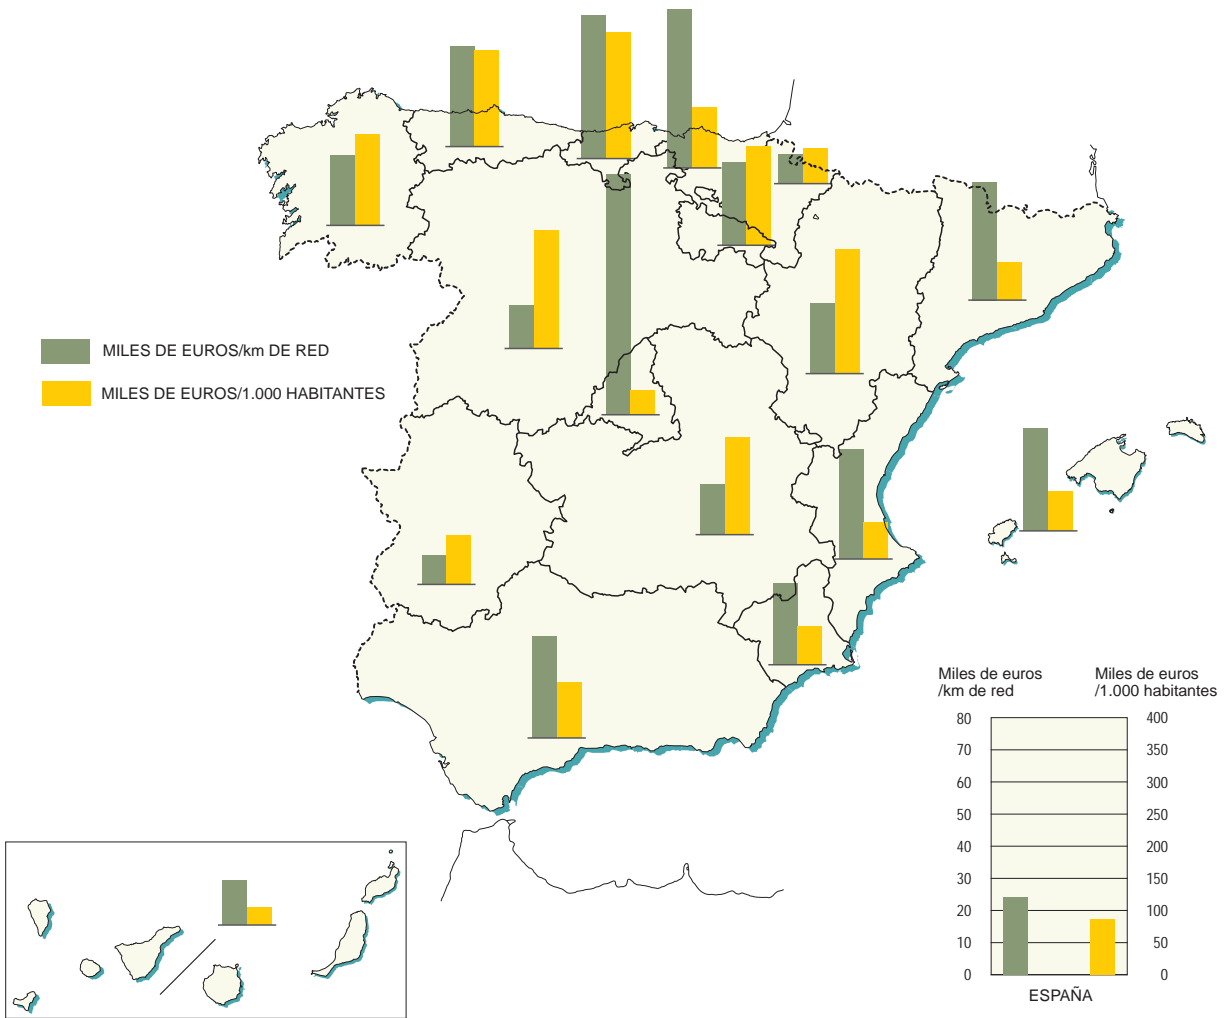 MILES DE EUROS/km DE RED
MILES DE EUROS/1.000 HABITANTES
Miles de euros
/km de red
Miles de euros
/1.000 habitantes
80 400
70 350
60 300
50 250
40 200
30 150
20 100
10 50
0 0
ESPAÑA